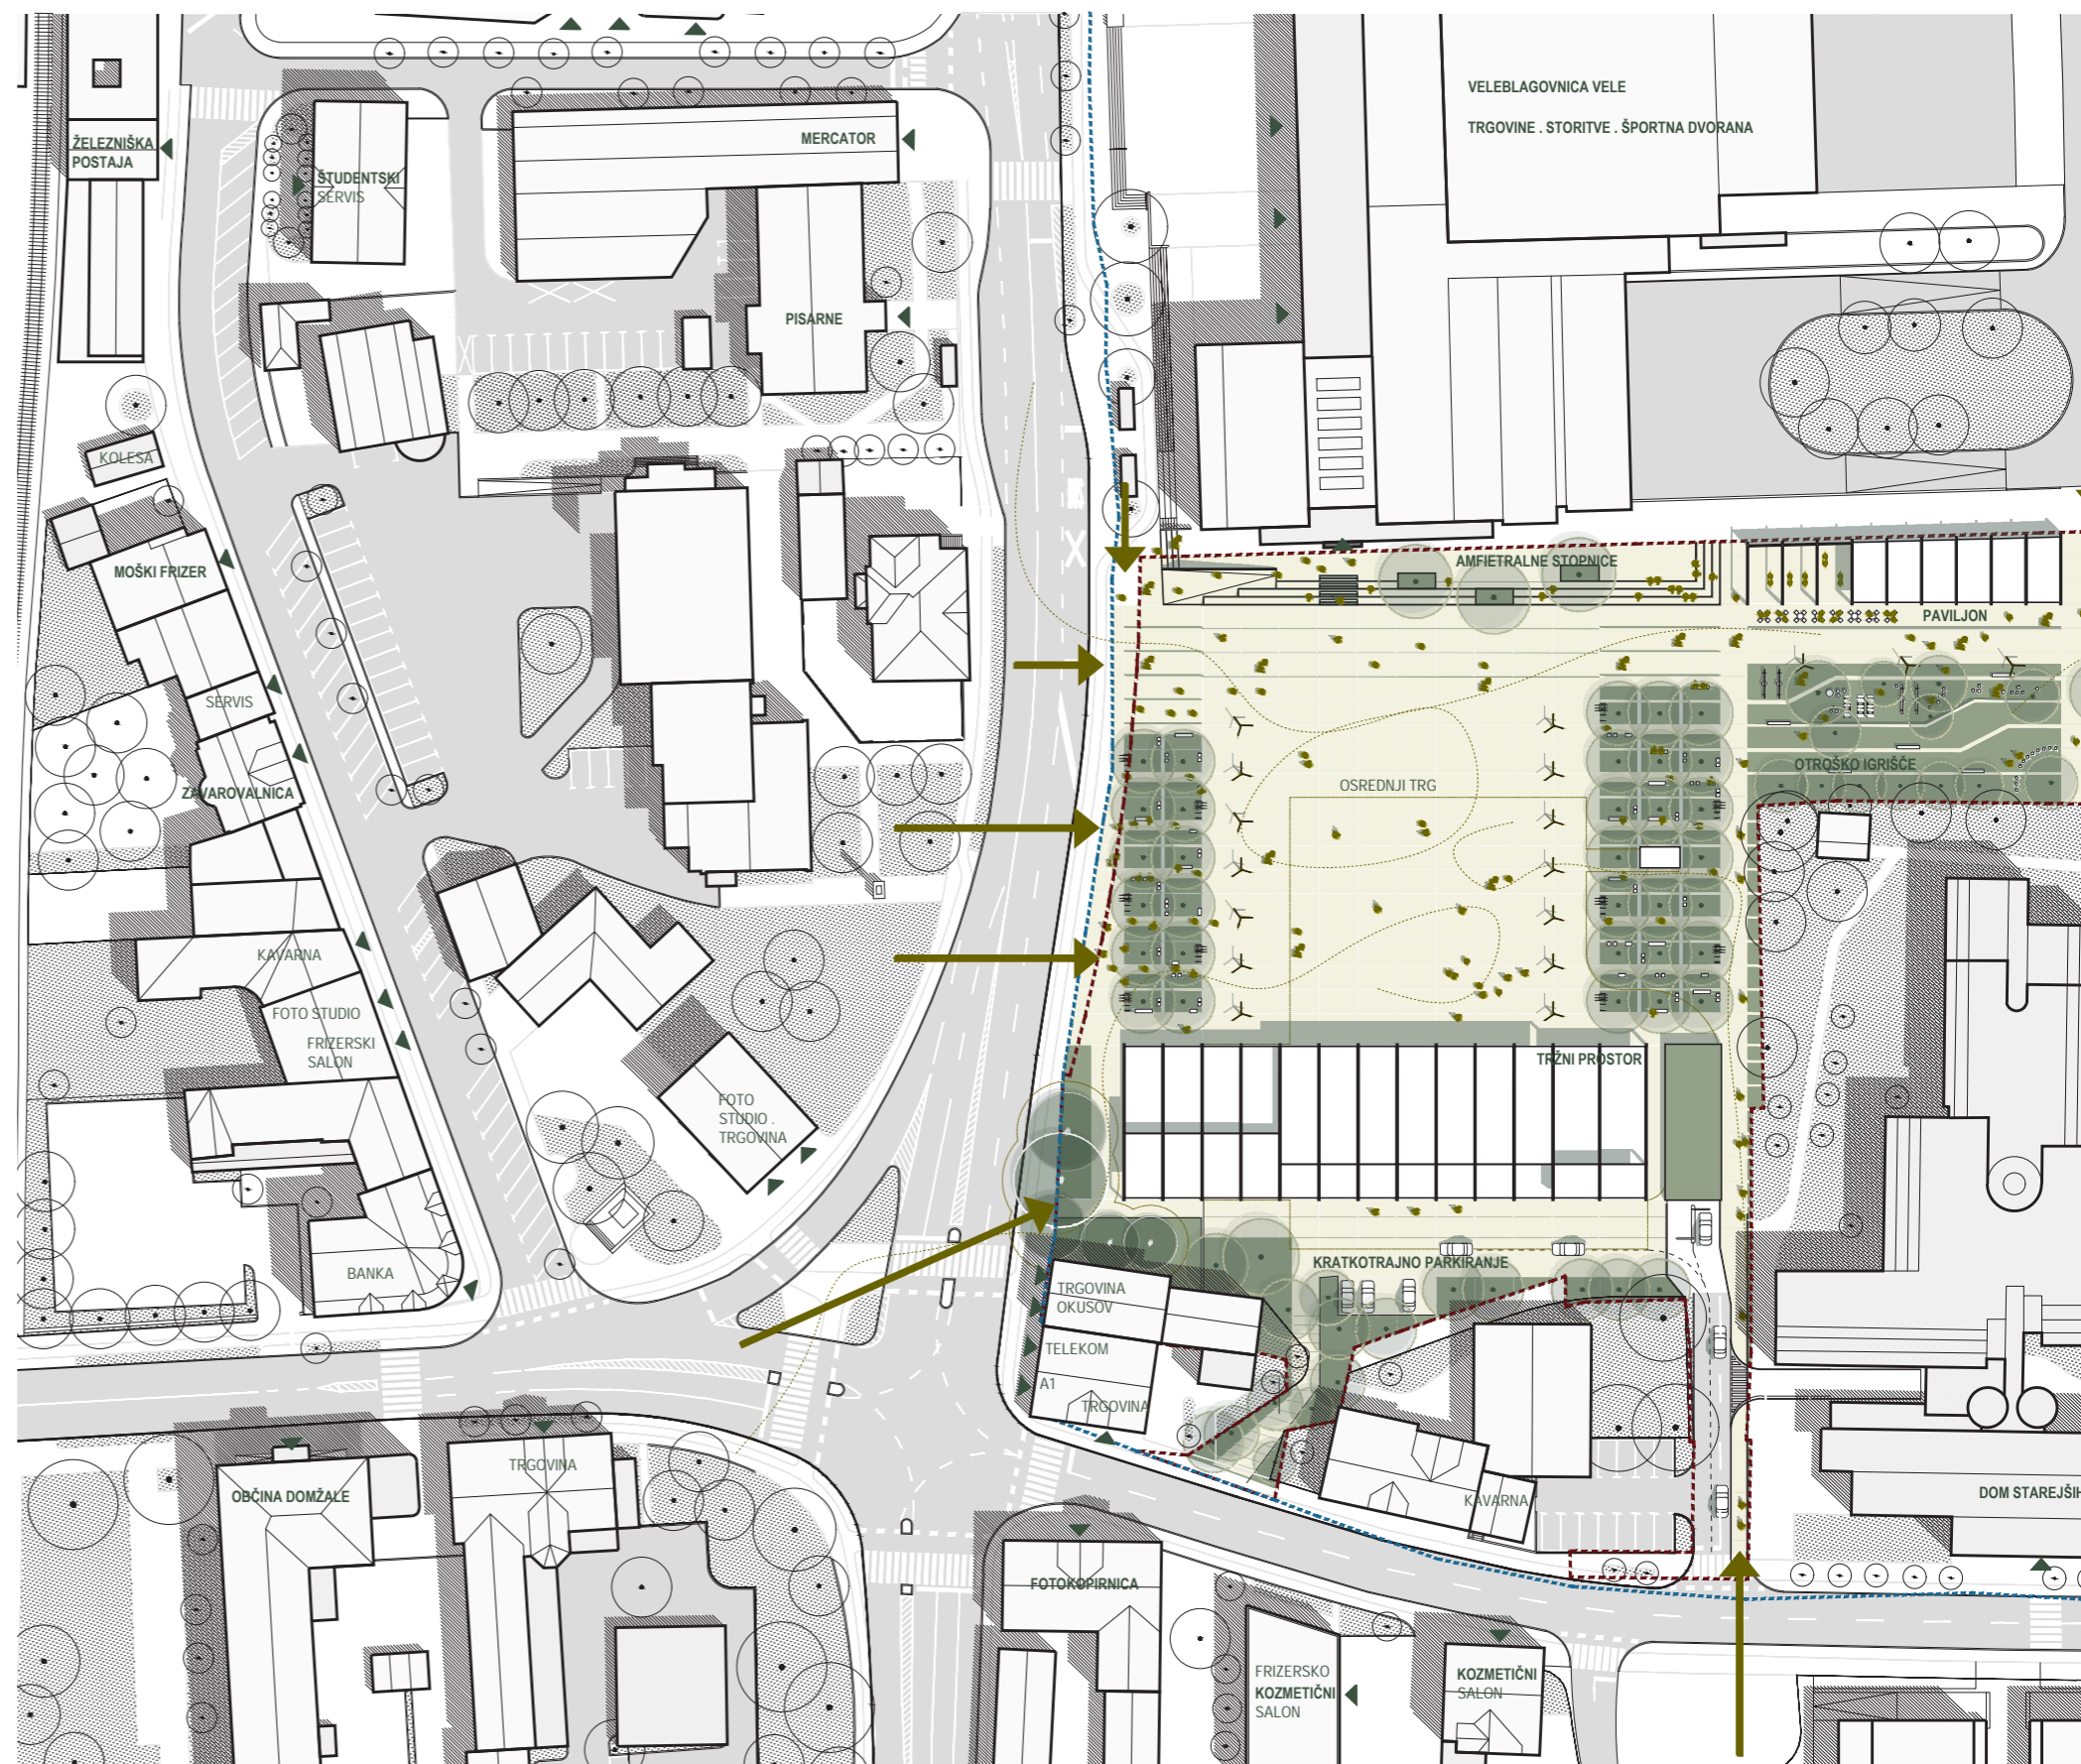 VELEBLAGOVNICA VELE
TRGOVINE . STORITVE . ŠPORTNA DVORANA
MERCATOR
ŽELEZNIŠKA
POSTAJA
ŠTUDENTSKI
SERVIS
PISARNE
KOLESA
MOŠKI FRIZER
AMFIETRALNE STOPNICE
PAVILJON
SERVIS
OTROŠKO IGRIŠČE
OSREDNJI TRG
ZAVAROVALNICA
KAVARNA
FOTO STUDIO
FRIZERSKI
SALON
TRŽNI PROSTOR
FOTO
STUDIO .
TRGOVINA
BANKA
KRATKOTRAJNO PARKIRANJE
TRGOVINA
OKUSOV
TELEKOM
A1
TRGOVINA
TRGOVINA
OBČINA DOMŽALE
KAVARNA
DOM STAREJŠIH
FOTOKOPIRNICA
FRIZERSKO
KOZMETIČNI
SALON
KOZMETIČNI
SALON